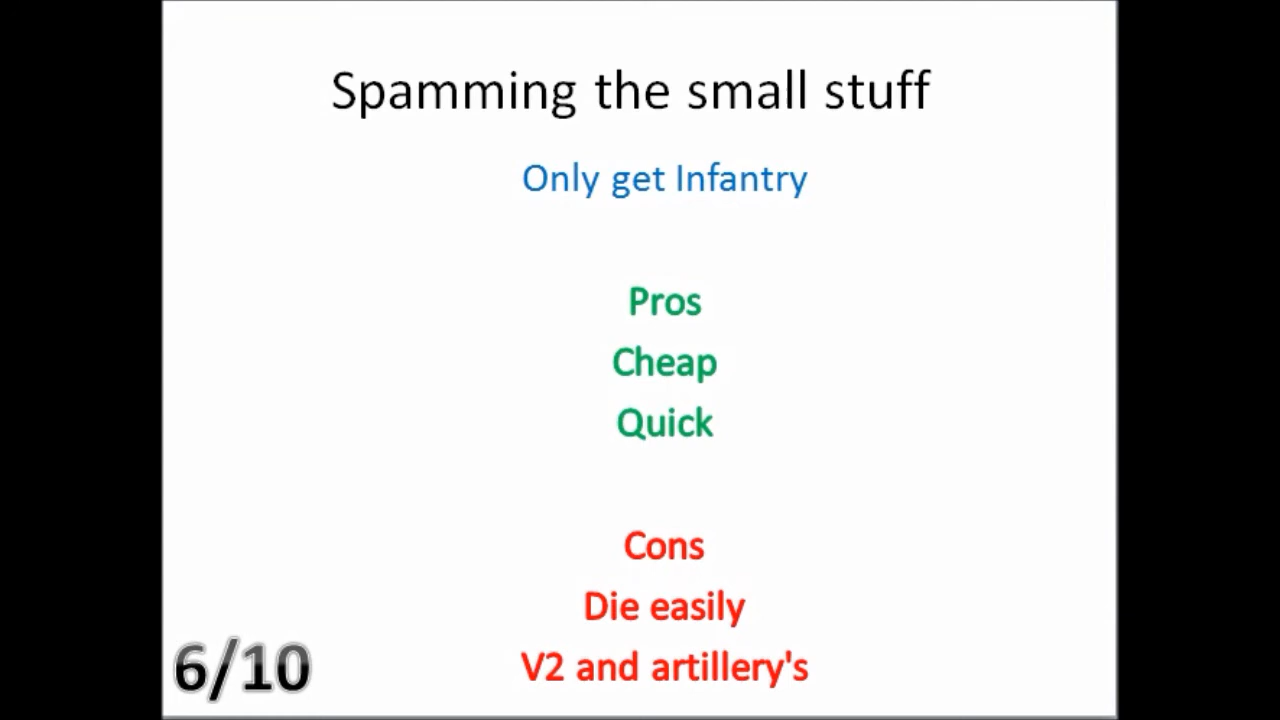 Spamming the small stuff
Only get Infantry
Pros
Cheap
Quick
Cons
Die easily
V2 and artillery's
6/10